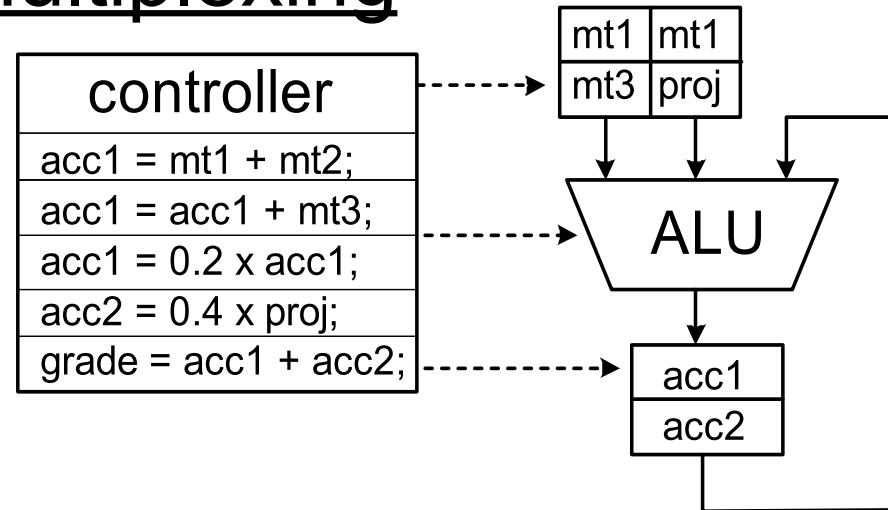 controller
acc1 = mt1 + mt2;
acc1 = acc1 + mt3;
acc1 = 0.2 x acc1;
acc2 = 0.4 x proj;
grade = acc1 + acc2;
mt1 mt1
mt3 proj
ALU
acc1
acc2